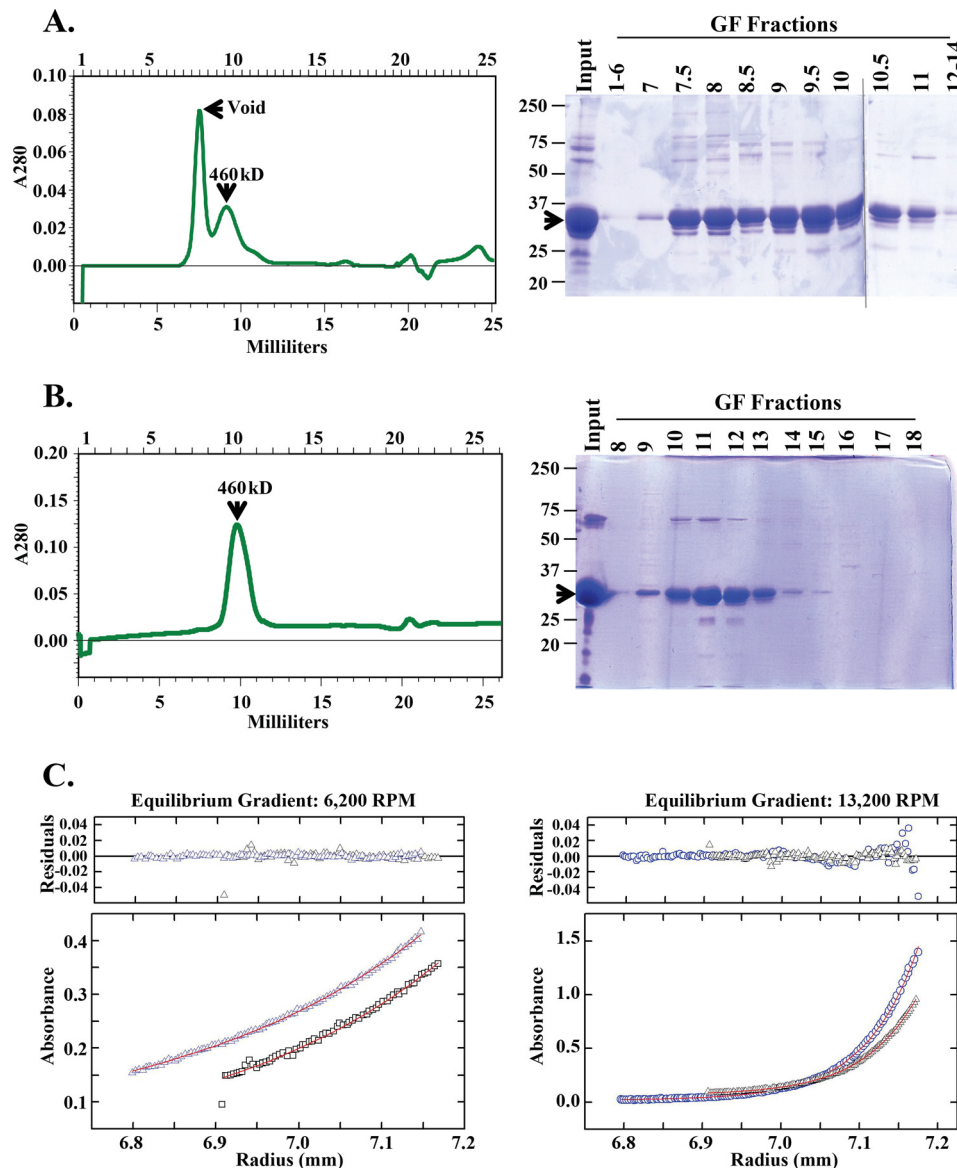 A.
1 5 10 15 20 25
0.10
0.08
0.06
0.04
0.02
0.00
A280
Void
460kD
0 5 10 15 20 25
Milliliters
GF Fractions
Input 1-6 7 7.5 8 8.5 9 9.5 10 10.5 11 12-14
250
75
50
37
25
20
B.
1 5 10 15 20 25
0.20
0.15
0.10
0.05
0.00
A280
460kD
0 5 10 15 20 25
Milliliters
GF Fractions
Input 8 9 10 11 12 13 14 15 16 17 18
250
75
50
37
25
20
C.
Equilibrium Gradient: 6,200 RPM
Residuals
0.04
0.02
0.00
-0.02
-0.04
Absorbance
0.4
0.3
0.2
0.1
6.8 6.9 7.0 7.1 7.2
Radius (mm)
Equilibrium Gradient: 13,200 RPM
Residuals
0.04
0.02
0.00
-0.02
-0.04
Absorbance
1.5
1.0
0.5
0.0
6.8 6.9 7.0 7.1 7.2
Radius (mm)